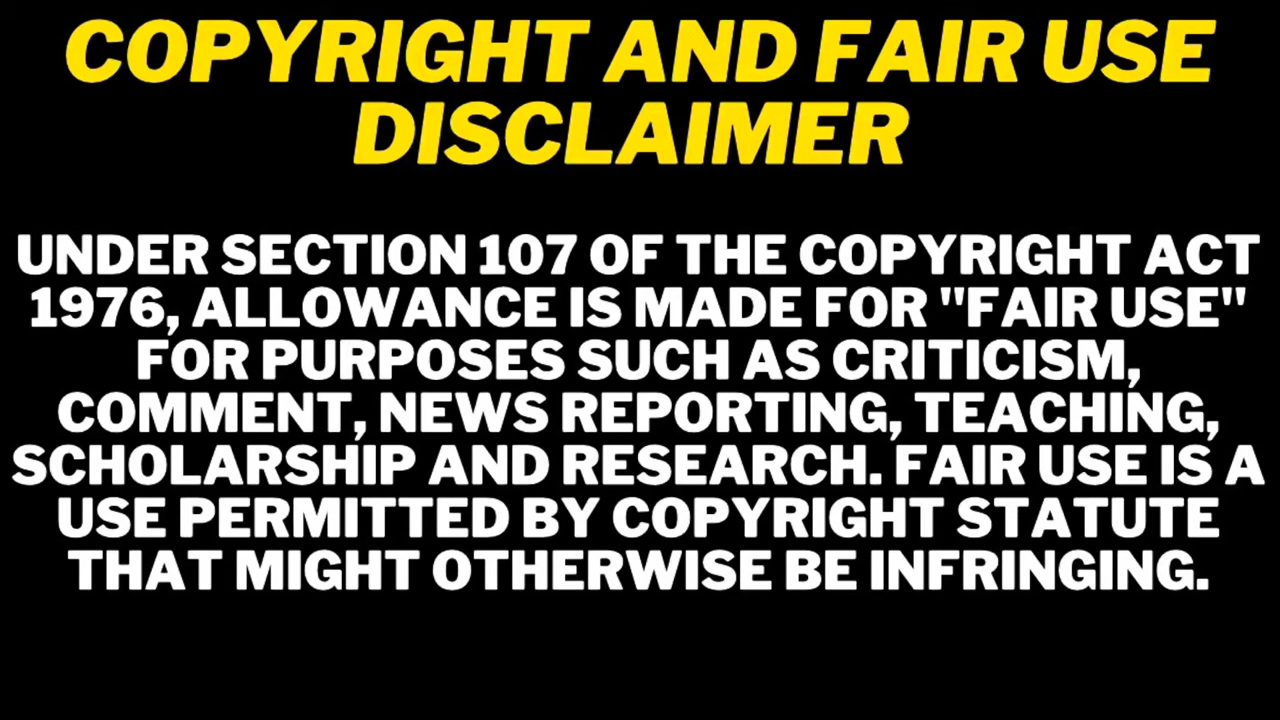 COPYRIGHT AND FAIR USE
DISCLAIMER
UNDER SECTION 107 OF THE COPYRIGHT ACT
1976, ALLOWANCE IS MADE FOR "FAIR USE"
FOR PURPOSES SUCH AS CRITICISM,
COMMENT, NEWS REPORTING, TEACHING,
SCHOLARSHIP AND RESEARCH. FAIR USE IS A
USE PERMITTED BY COPYRIGHT STATUTE
THAT MIGHT OTHERWISE BE INFRINGING.